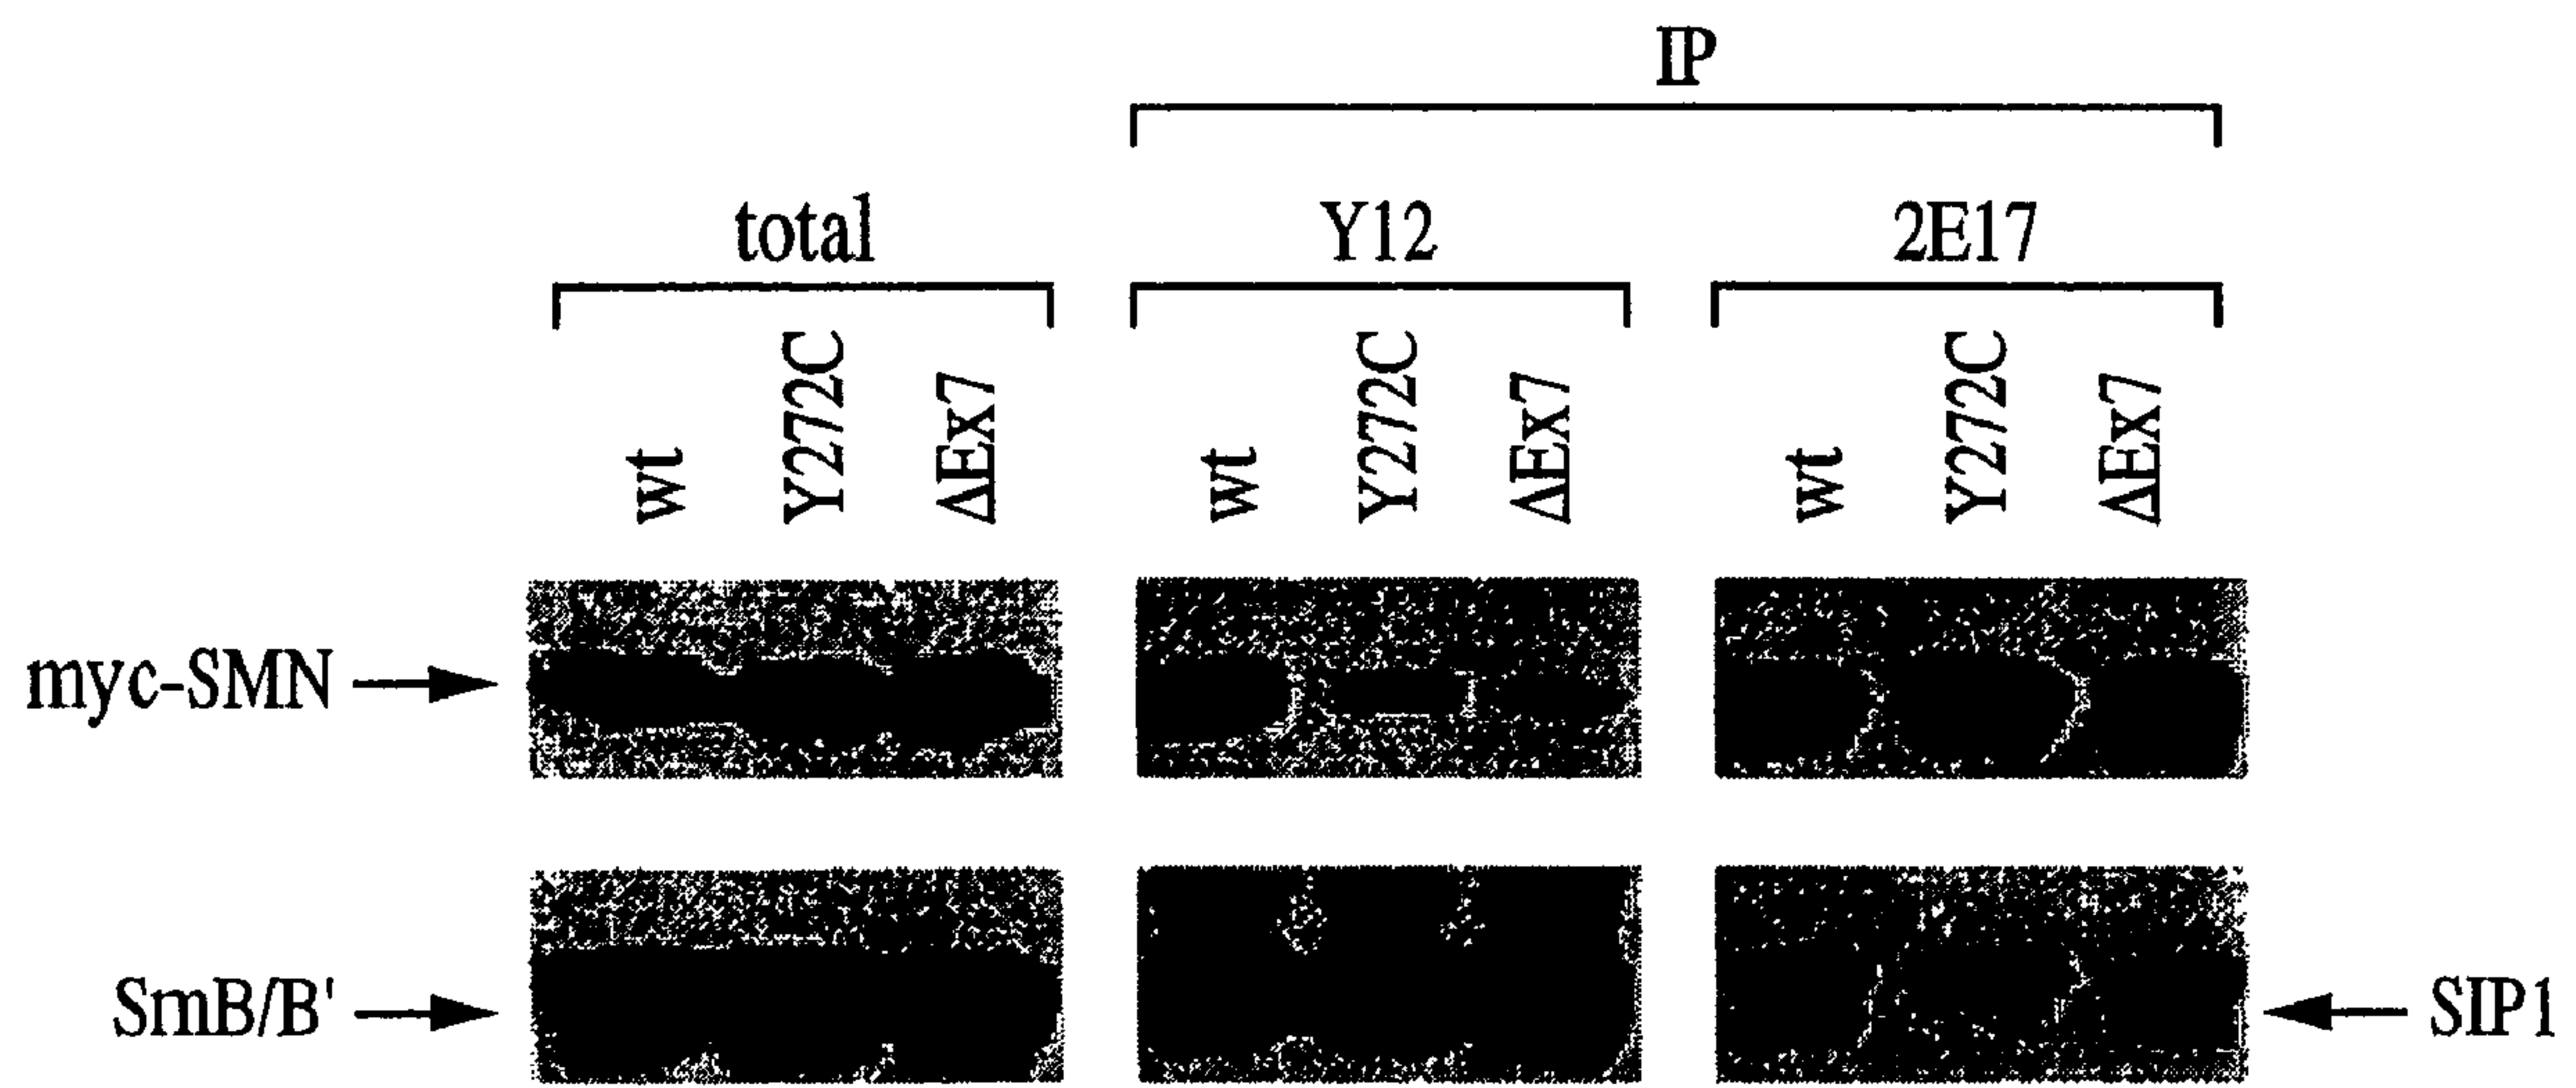 IP
total Y12 2E17
wt Y272C ΔEx7 wt Y272C ΔEx7 wt Y272C ΔEx7
myc-SMN
SmB/B' SIP1